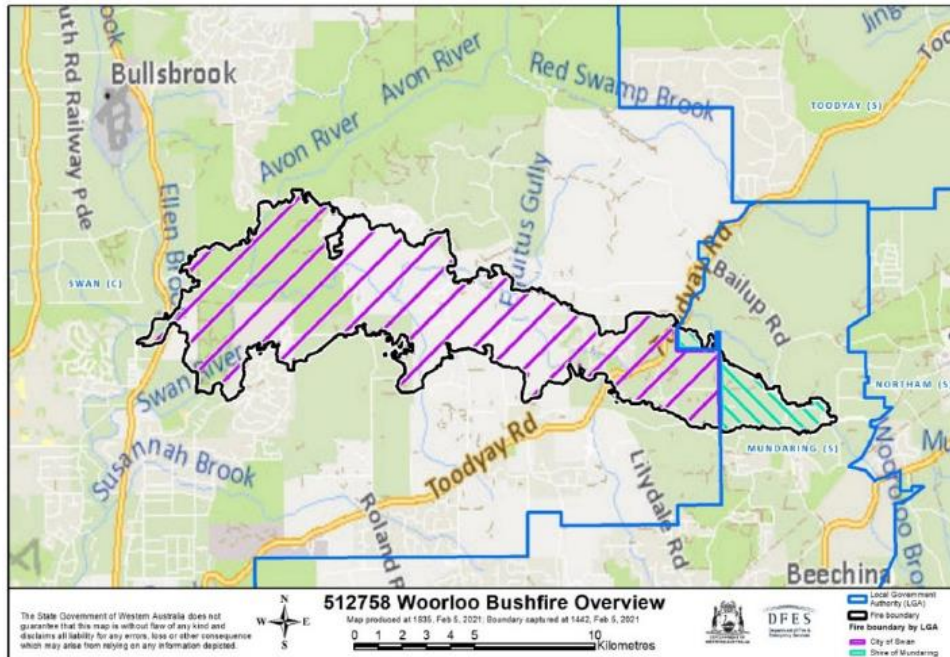 Bullsbrook
Avon River
Avon River
Red Swamp Brook
TOODYAY (S)
Railway Pde
Ellen Bro
Gully
SWAN (C)
Bailup Rd
Swan River
NORTHAM (S
MUNDARING (S)
Susannah Brook
Toodyay Rd
Lilydale Rd
Roland R
Beechina
512758 Woorloo Bushfire Overview
Map produced at 1835, Feb 5, 2021; Boundary captured at 1442, Feb 5, 2021
The State Government of Western Australia does not
guarantee that this map is without flaw of any kind and
disclaims all liability for any errors, loss or other consequence
which may arise from relying on any information depicted.
N
W E
S
0 1 2 3 4 5 10
Kilometres
DFES
Local Government
Authority (LGA)
Fire boundary
Fire boundary by LGA
City of Swan
Shire of Mundaring